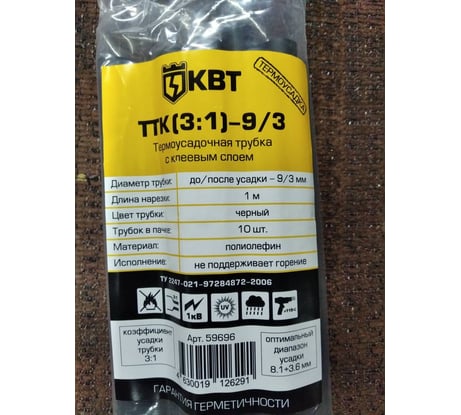 КВТ
ТЕРМОУСАДКА
ТТК(3:1)-9/3
Термоусадочная трубка
с клеевым слоем
Диаметр трубки: до/после усадки – 9/3 мм
Длина нарезки: 1 м
Цвет трубки: черный
Трубок в пачке: 10 шт.
Материал: полиолефин
Исполнение: не поддерживает горение
ТУ 2247-021-97284872-2006
3:1
1кВ
UV
+115°C
коэффициент
усадки
трубки
3:1
Арт. 59696
4 630019 126291
оптимальный
диапазон
усадки
8.1÷3.6 мм
ГАРАНТИЯ ГЕРМЕТИЧНОСТИ